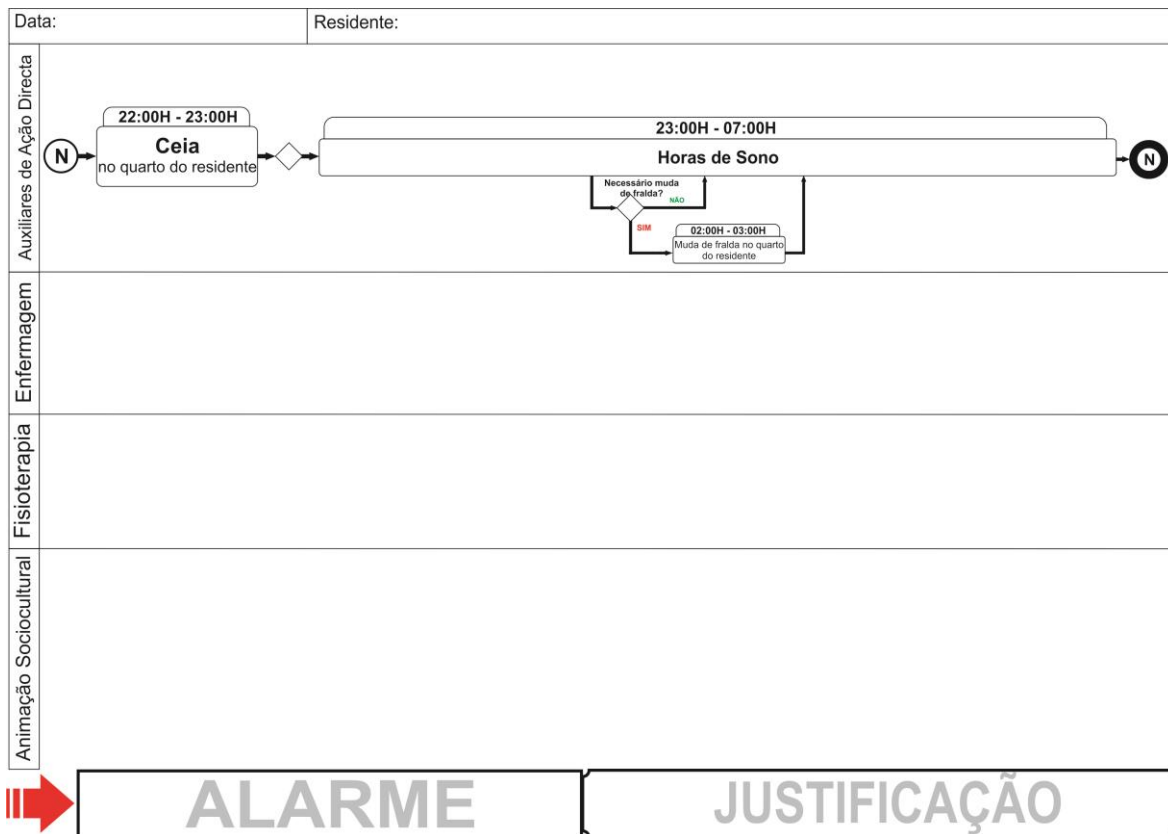 Data:
Residente:
Auxiliares de Ação Directa
N
22:00H - 23:00H
Ceia
no quarto do residente
23:00H - 07:00H
Horas de Sono
N
Necessário muda
de fralda?
NÃO
SIM
02:00H - 03:00H
Muda de fralda no quarto
do residente
Enfermagem
Fisioterapia
Animação Sociocultural
ALARME
JUSTIFICAÇÃO